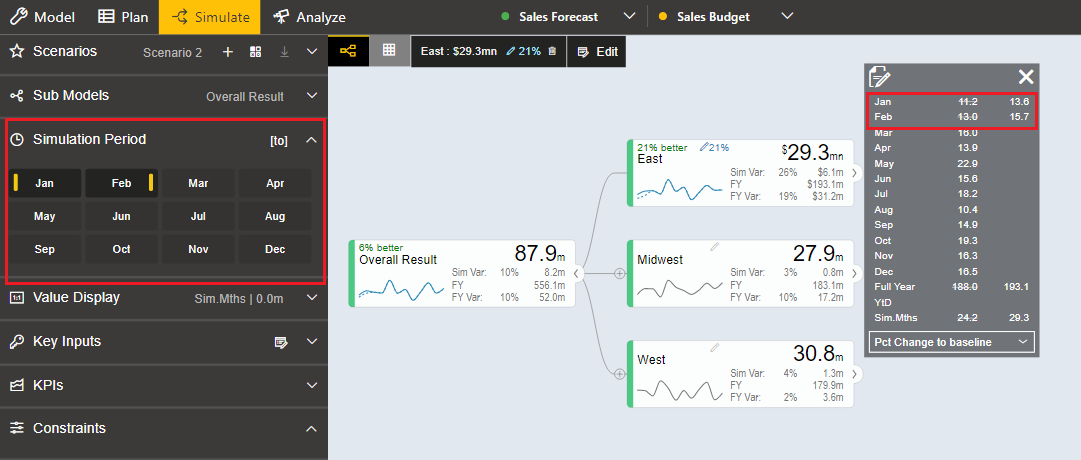 Model Plan Simulate Analyze Sales Forecast Sales Budget
Scenarios Scenario 2 +
East : $29.3mn 21% Edit
Sub Models Overall Result
Simulation Period [to]
Jan Feb Mar Apr
May Jun Jul Aug
Sep Oct Nov Dec
Value Display Sim.Mths | 0.0m
Key Inputs
KPIs
Constraints
6% better
Overall Result 87.9m
Sim Var: 10% 8.2m
FY 556.1m
FY Var: 10% 52.0m
21% better 21%
East $29.3mn
Sim Var: 26% $6.1m
FY $193.1m
FY Var: 19% $31.2m
Midwest 27.9m
Sim Var: 3% 0.8m
FY 183.1m
FY Var: 10% 17.2m
West 30.8m
Sim Var: 4% 1.3m
FY 179.9m
FY Var: 2% 3.6m
Jan 11.2 13.6
Feb 13.0 15.7
Mar 16.0
Apr 13.9
May 22.9
Jun 15.6
Jul 18.2
Aug 10.4
Sep 14.9
Oct 19.3
Nov 16.3
Dec 16.5
Full Year 188.0 193.1
YtD
Sim.Mths 24.2 29.3
Pct Change to baseline